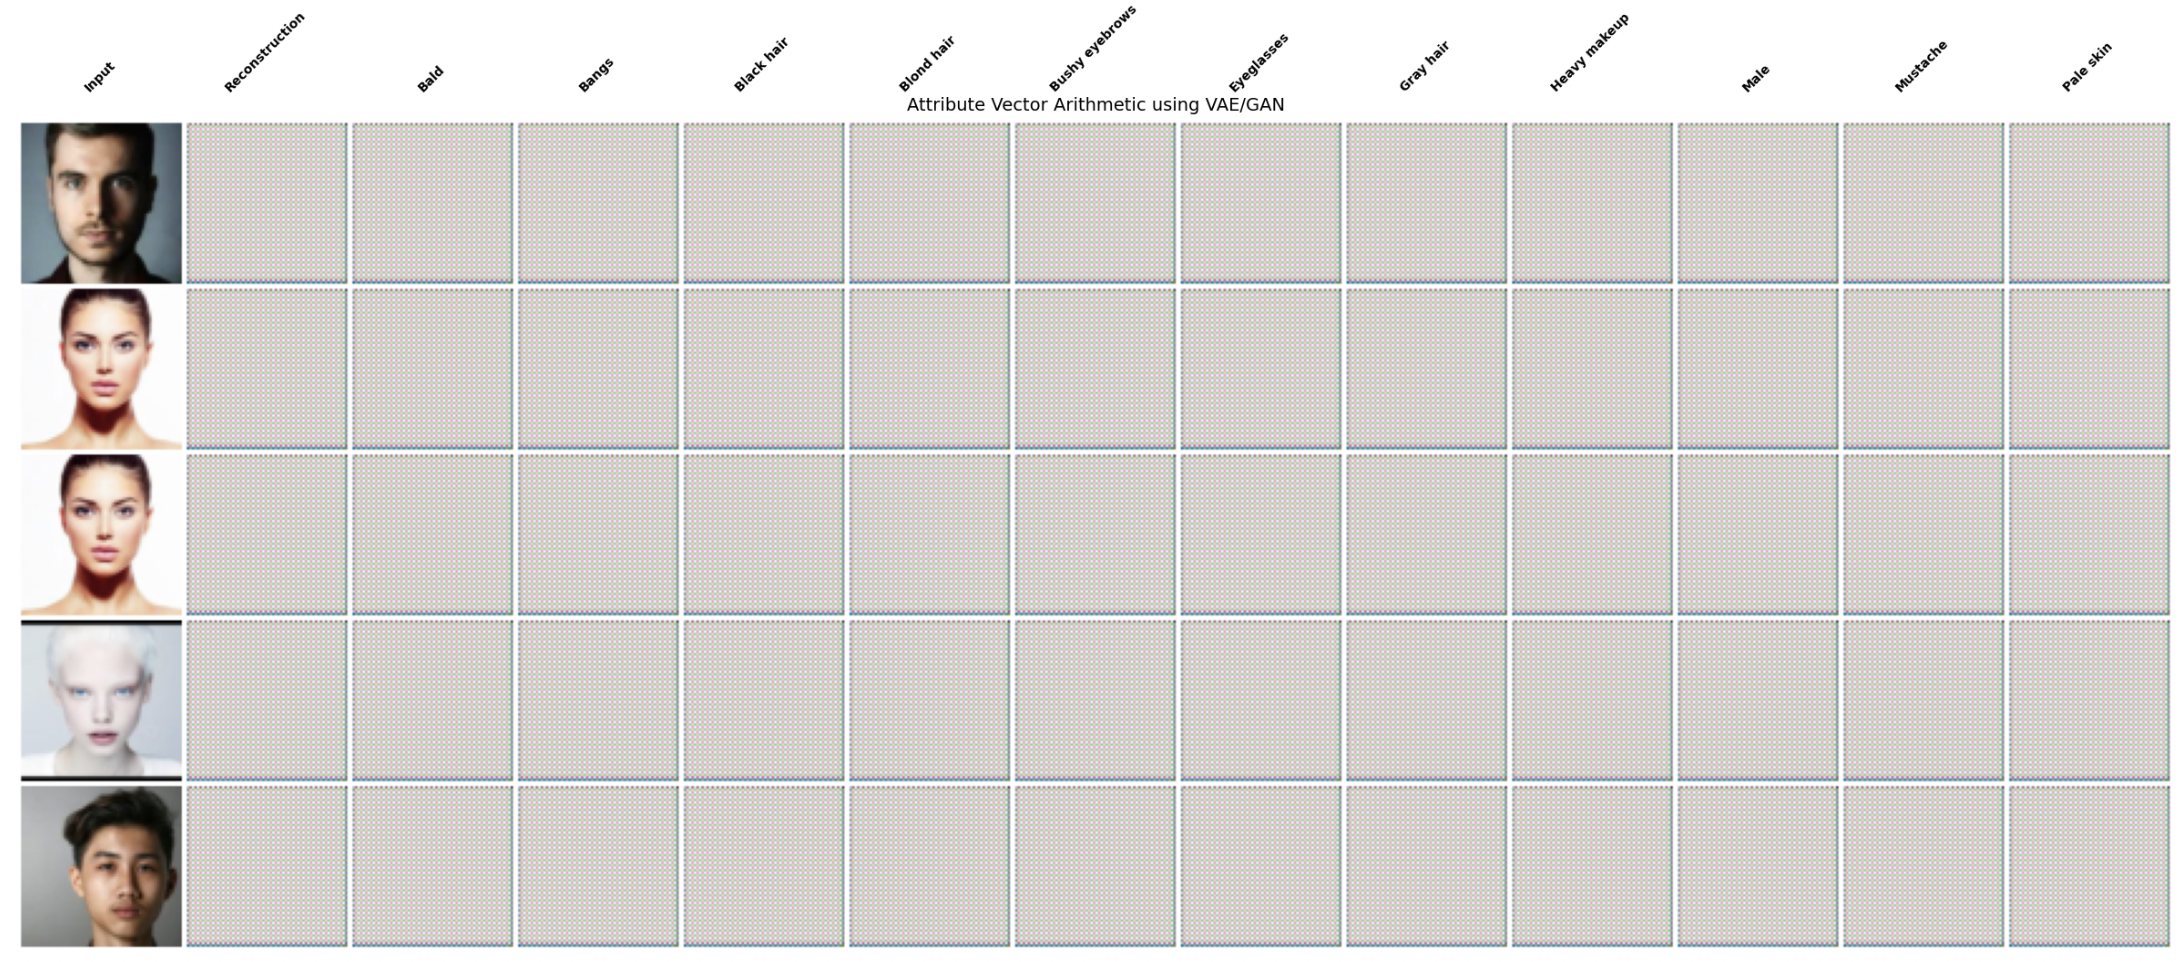 Input
Reconstruction
Bald
Bangs
Black hair
Blond hair
Bushy eyebrows
Eyeglasses
Gray hair
Heavy makeup
Male
Mustache
Pale skin
Attribute Vector Arithmetic using VAE/GAN